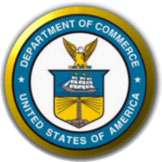 DEPARTMENT OF COMMERCE
UNITED STATES OF AMERICA